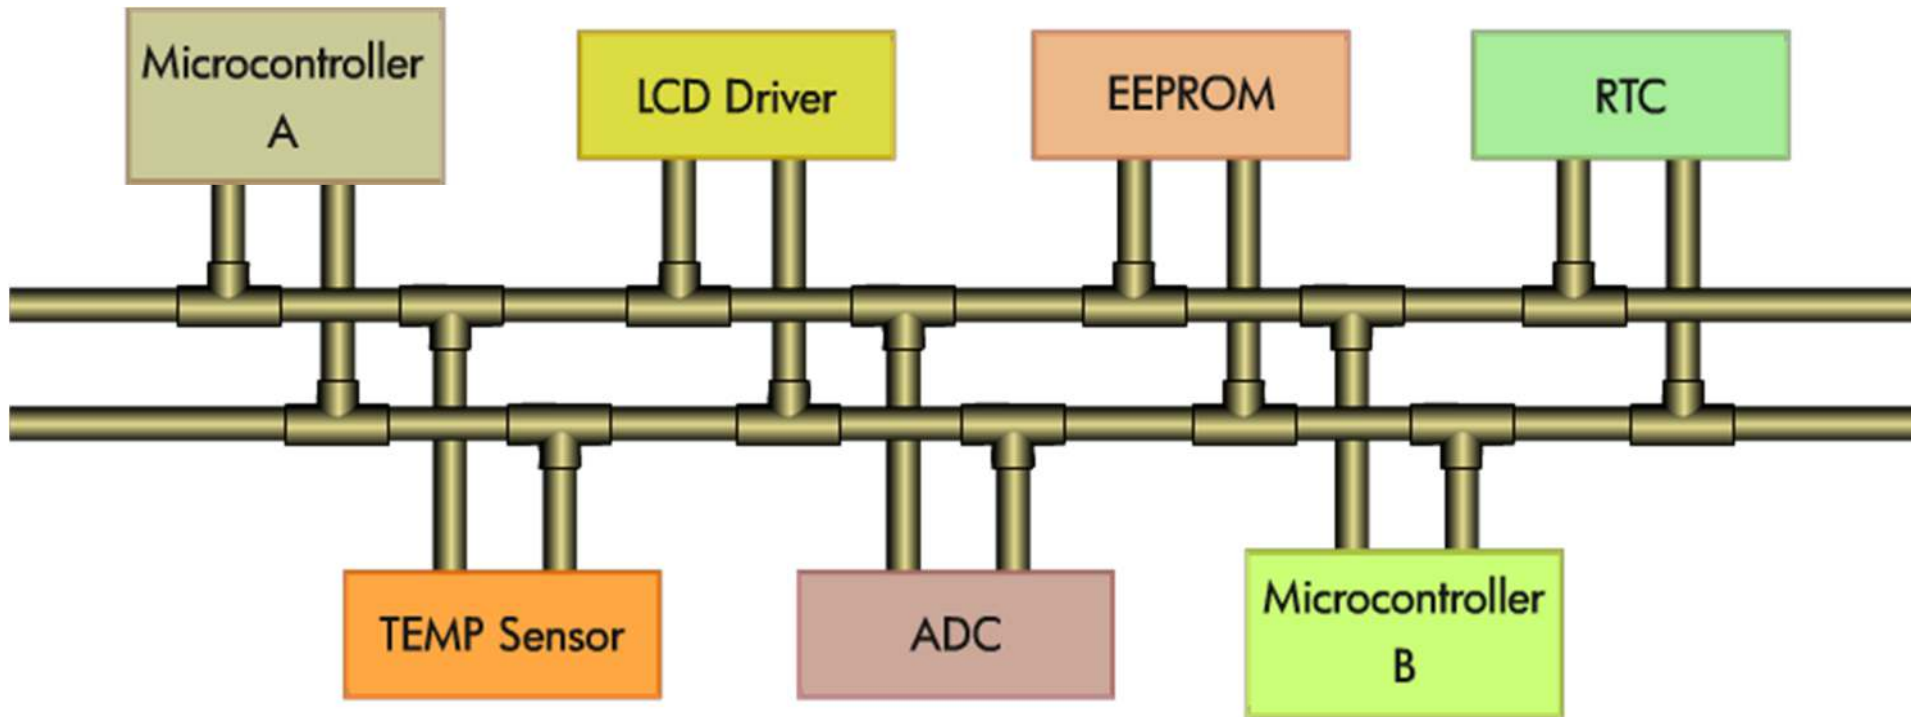 Microcontroller
A
LCD Driver
EEPROM
RTC
TEMP Sensor
ADC
Microcontroller
B